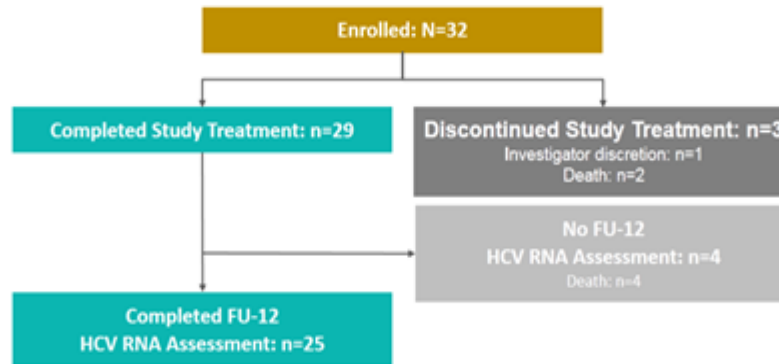 Enrolled: N=32
Completed Study Treatment: n=29
Discontinued Study Treatment: n=3
Investigator discretion: n=1
Death: n=2
No FU-12
HCV RNA Assessment: n=4
Death: n=4
Completed FU-12
HCV RNA Assessment: n=25